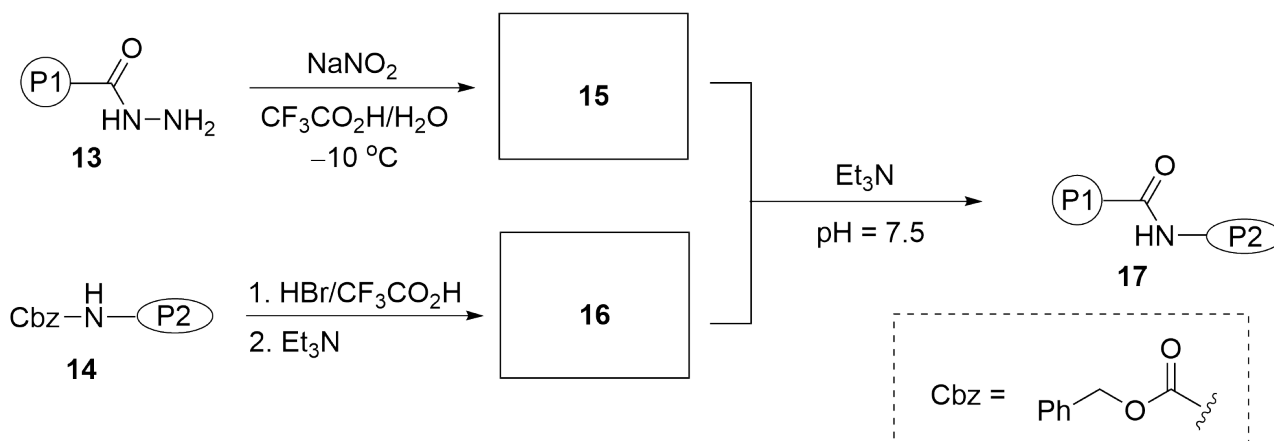 P1
O
HN–NH₂
13
NaNO₂
CF₃CO₂H/H₂O
–10 ºC
15
Cbz–N–P2
H
14
1. HBr/CF₃CO₂H
2. Et₃N
16
Et₃N
pH = 7.5
P1
O
HN
P2
17
Cbz =
Ph
O
O